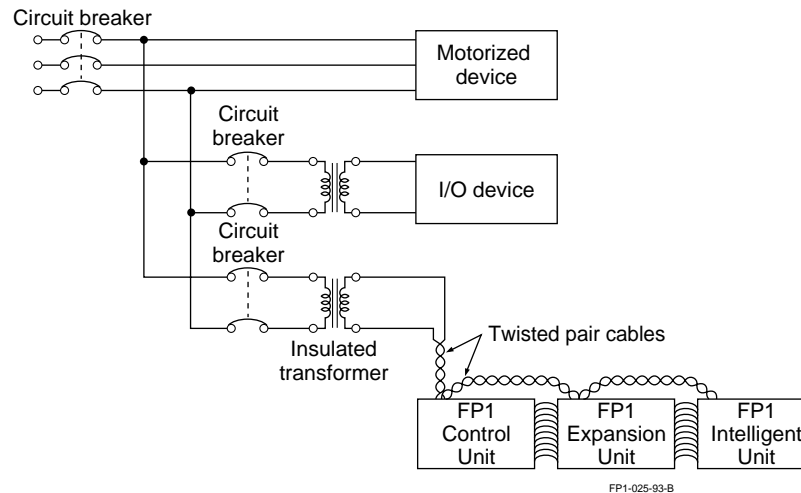 Circuit breaker
Motorized
device
Circuit
breaker
I/O device
Circuit
breaker
Insulated
transformer
Twisted pair cables
FP1
Control
Unit
FP1
Expansion
Unit
FP1
Intelligent
Unit
FP1-025-93-B